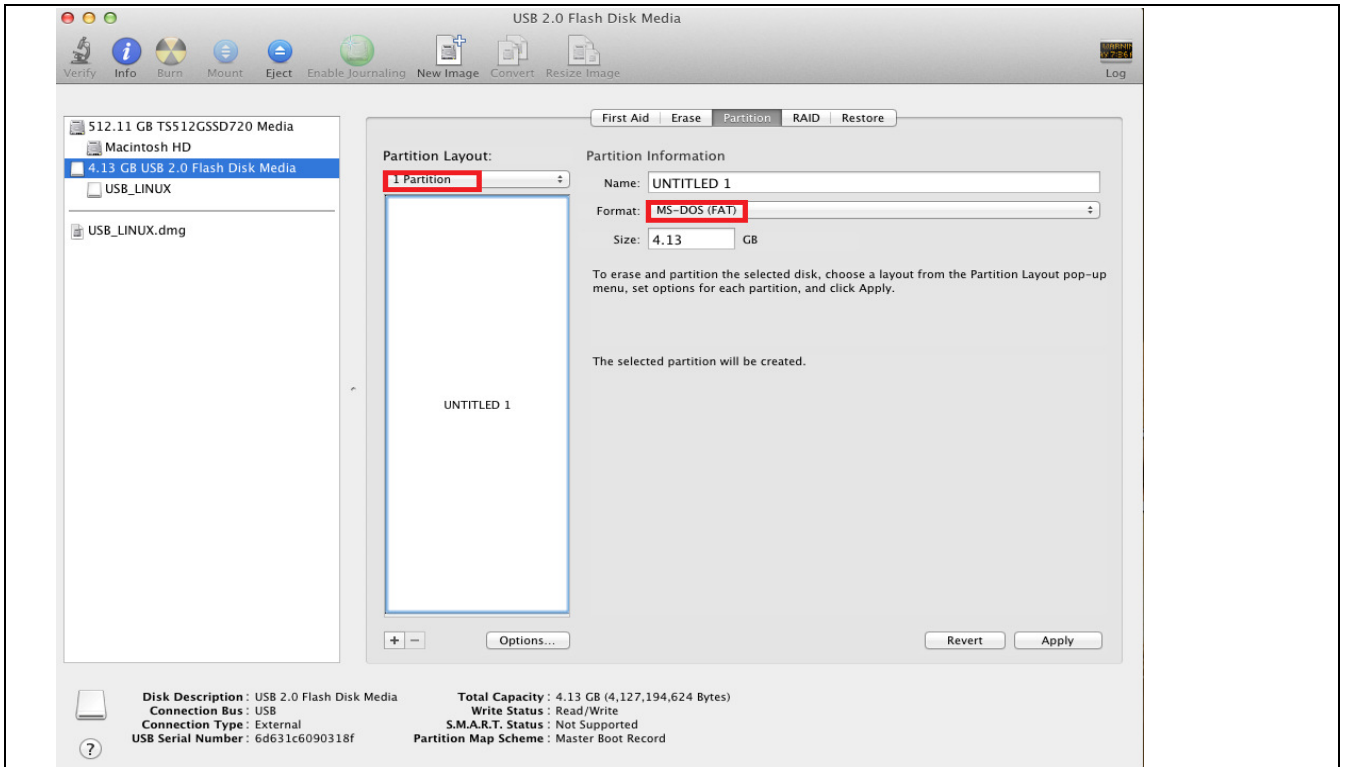 USB 2.0 Flash Disk Media
Verify Info Burn Mount Eject Enable Journaling New Image Convert Resize Image Log
First Aid Erase Partition RAID Restore
512.11 GB TS512GSSD720 Media
Macintosh HD
4.13 GB USB 2.0 Flash Disk Media
USB_LINUX
USB_LINUX.dmg
Partition Layout:
1 Partition
UNTITLED 1
+ − Options...
Partition Information
Name: UNTITLED 1
Format: MS-DOS (FAT)
Size: 4.13 GB
To erase and partition the selected disk, choose a layout from the Partition Layout pop-up
menu, set options for each partition, and click Apply.
The selected partition will be created.
Revert Apply
Disk Description : USB 2.0 Flash Disk Media
Connection Bus : USB
Connection Type : External
USB Serial Number : 6d631c6090318f
Total Capacity : 4.13 GB (4,127,194,624 Bytes)
Write Status : Read/Write
S.M.A.R.T. Status : Not Supported
Partition Map Scheme : Master Boot Record
?